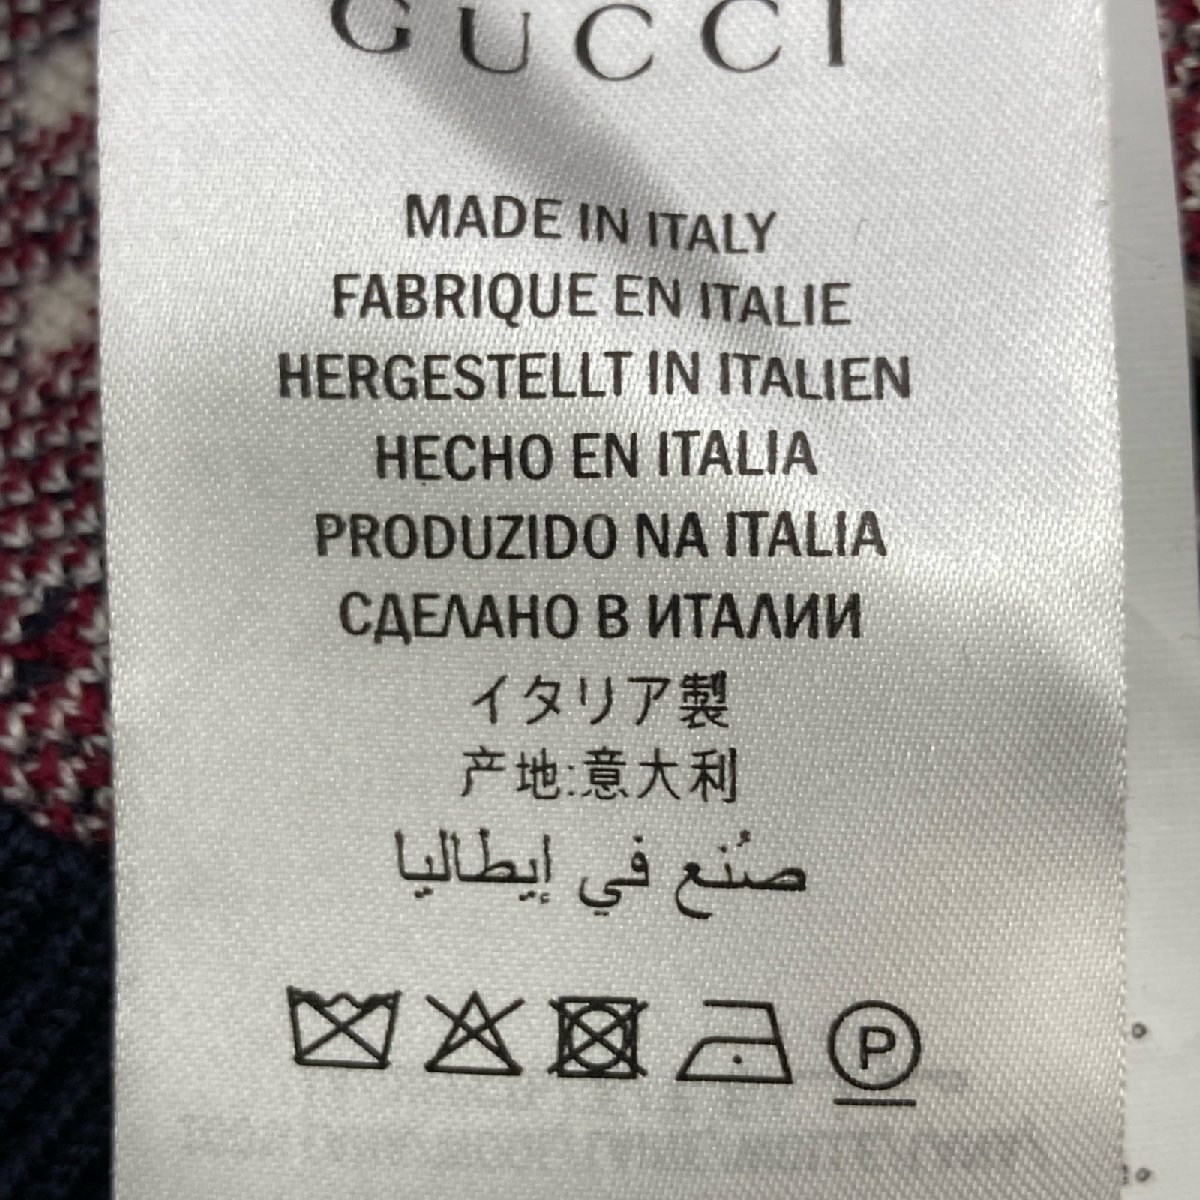 GUCCI
MADE IN ITALY
FABRIQUE EN ITALIE
HERGESTELLT IN ITALIEN
HECHO EN ITALIA
PRODUZIDO NA ITALIA
СДЕЛАНО В ИТАЛИИ
イタリア製
产地:意大利
صُنع في إيطاليا
P